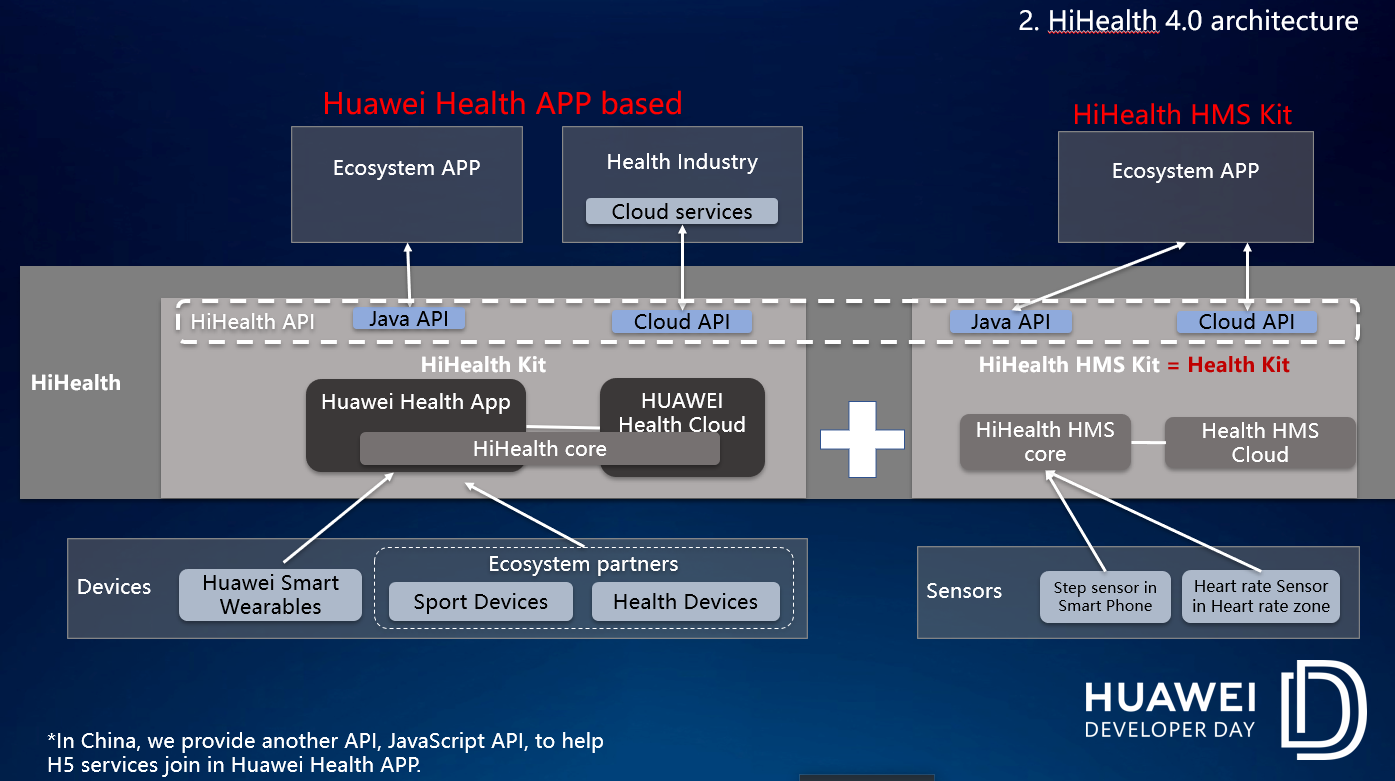 2. HiHealth 4.0 architecture
Huawei Health APP based
HiHealth HMS Kit
Ecosystem APP
Health Industry
Cloud services
Ecosystem APP
HiHealth API
Java API
Cloud API
Java API
Cloud API
HiHealth
HiHealth Kit
HiHealth HMS Kit = Health Kit
Huawei Health App
HUAWEI
Health Cloud
HiHealth core
HiHealth HMS
core
Health HMS
Cloud
Devices
Huawei Smart
Wearables
Ecosystem partners
Sport Devices
Health Devices
Sensors
Step sensor in
Smart Phone
Heart rate Sensor
in Heart rate zone
*In China, we provide another API, JavaScript API, to help
H5 services join in Huawei Health APP.
HUAWEI
DEVELOPER DAY